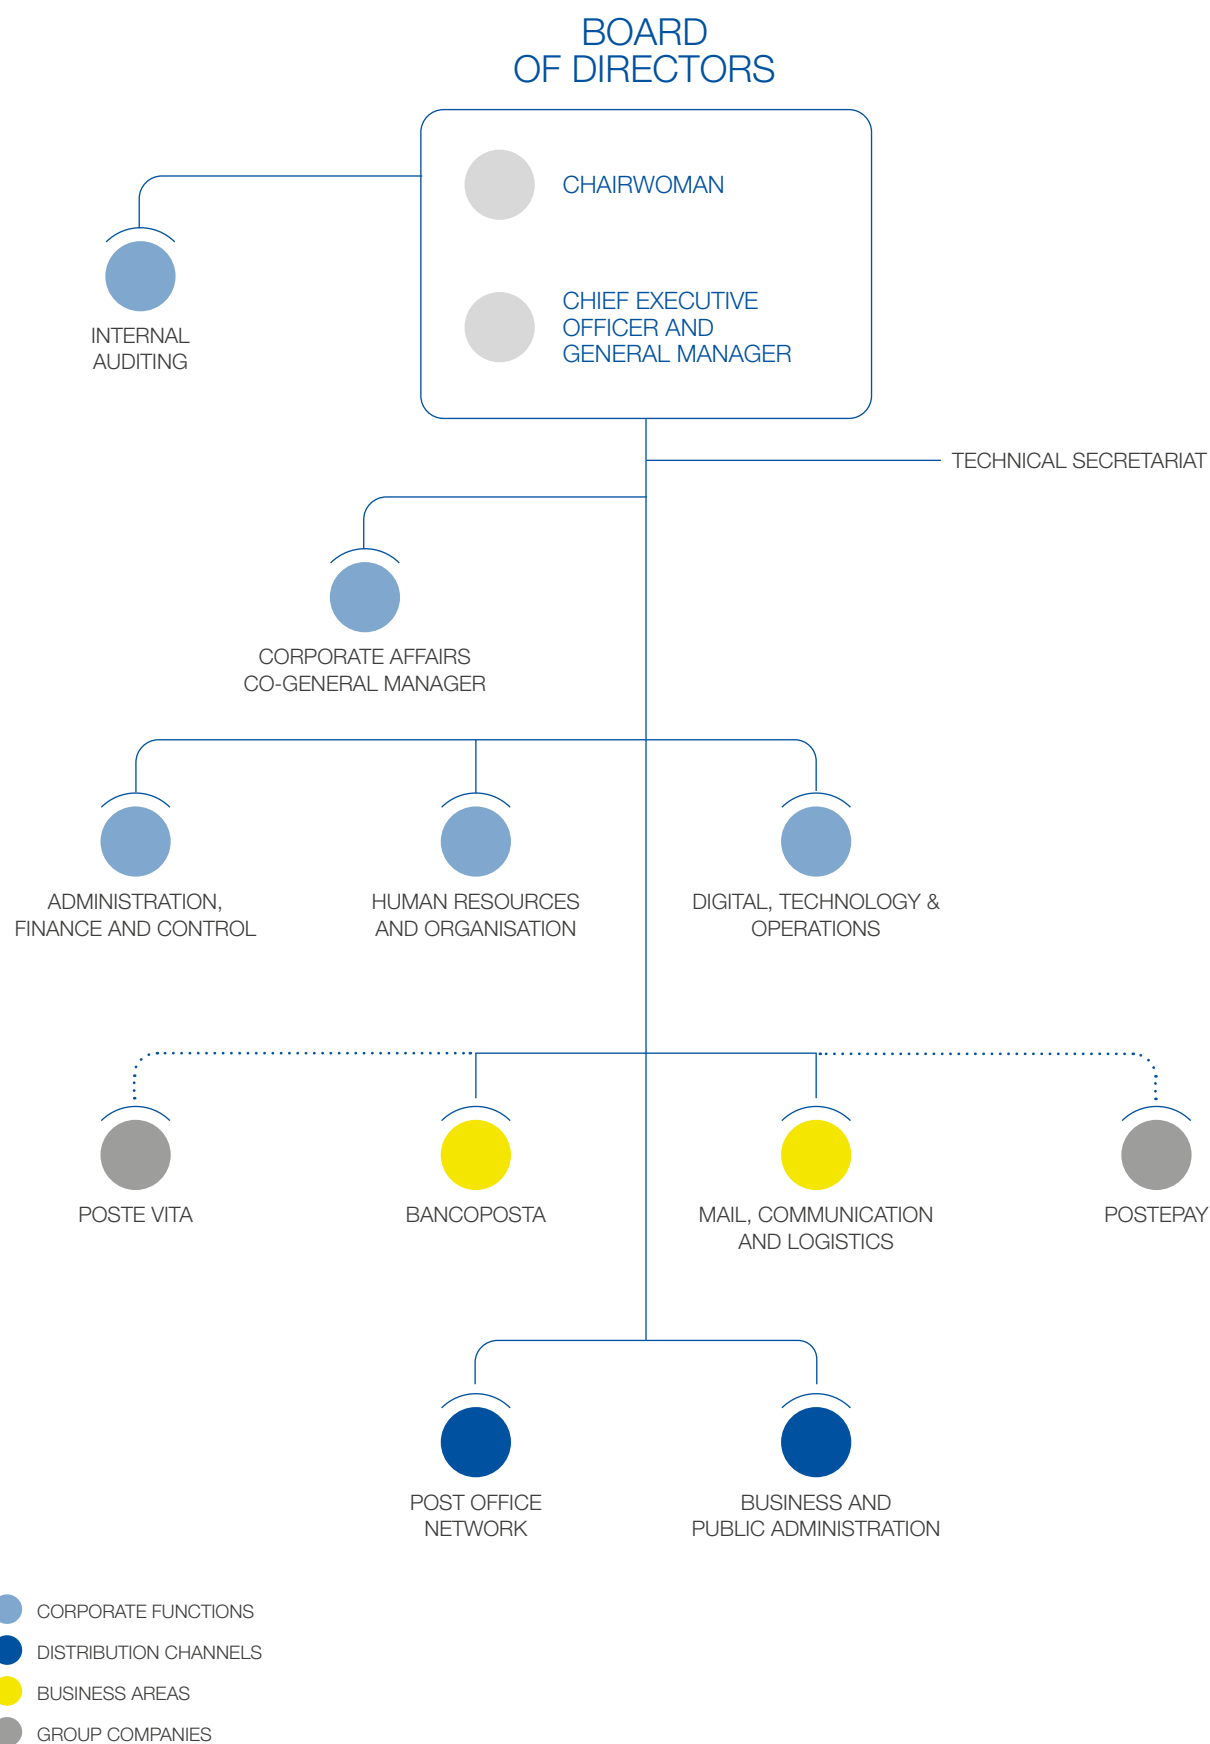 BOARD
OF DIRECTORS
CHAIRWOMAN
CHIEF EXECUTIVE
OFFICER AND
GENERAL MANAGER
INTERNAL
AUDITING
TECHNICAL SECRETARIAT
CORPORATE AFFAIRS
CO-GENERAL MANAGER
ADMINISTRATION,
FINANCE AND CONTROL
HUMAN RESOURCES
AND ORGANISATION
DIGITAL, TECHNOLOGY &
OPERATIONS
POSTE VITA
BANCOPOSTA
MAIL, COMMUNICATION
AND LOGISTICS
POSTEPAY
POST OFFICE
NETWORK
BUSINESS AND
PUBLIC ADMINISTRATION
CORPORATE FUNCTIONS
DISTRIBUTION CHANNELS
BUSINESS AREAS
GROUP COMPANIES